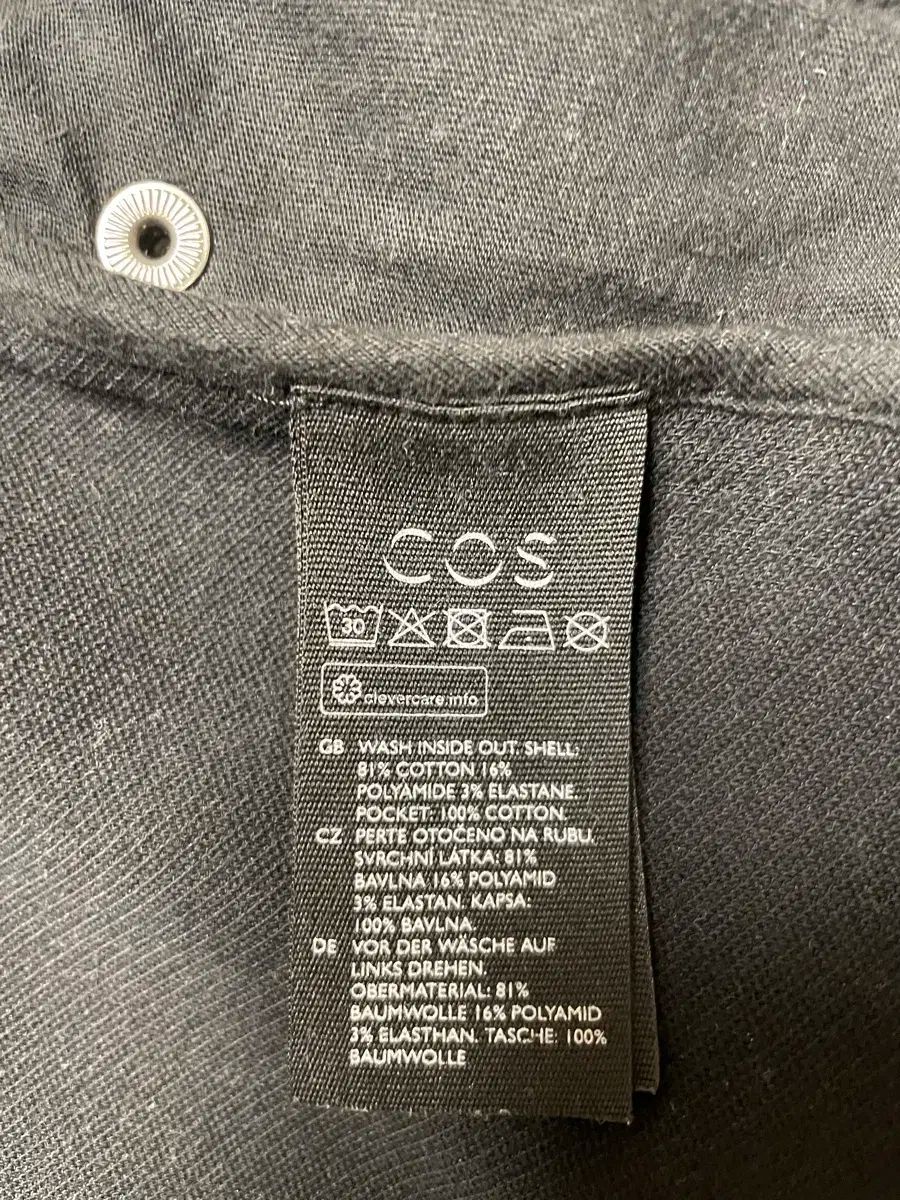 COS
30
clevercare.info
GB WASH INSIDE OUT. SHELL:
81% COTTON 16%
POLYAMIDE 3% ELASTANE.
POCKET: 100% COTTON.
CZ PERTE OTOČENO NA RUBU.
SVRCHNÍ LÁTKA: 81%
BAVLNA 16% POLYAMID
3% ELASTAN. KAPSA:
100% BAVLNA
DE VOR DER WÄSCHE AUF
LINKS DREHEN.
OBERMATERIAL: 81%
BAUMWOLLE 16% POLYAMID
3% ELASTHAN. TASCHE: 100%
BAUMWOLLE